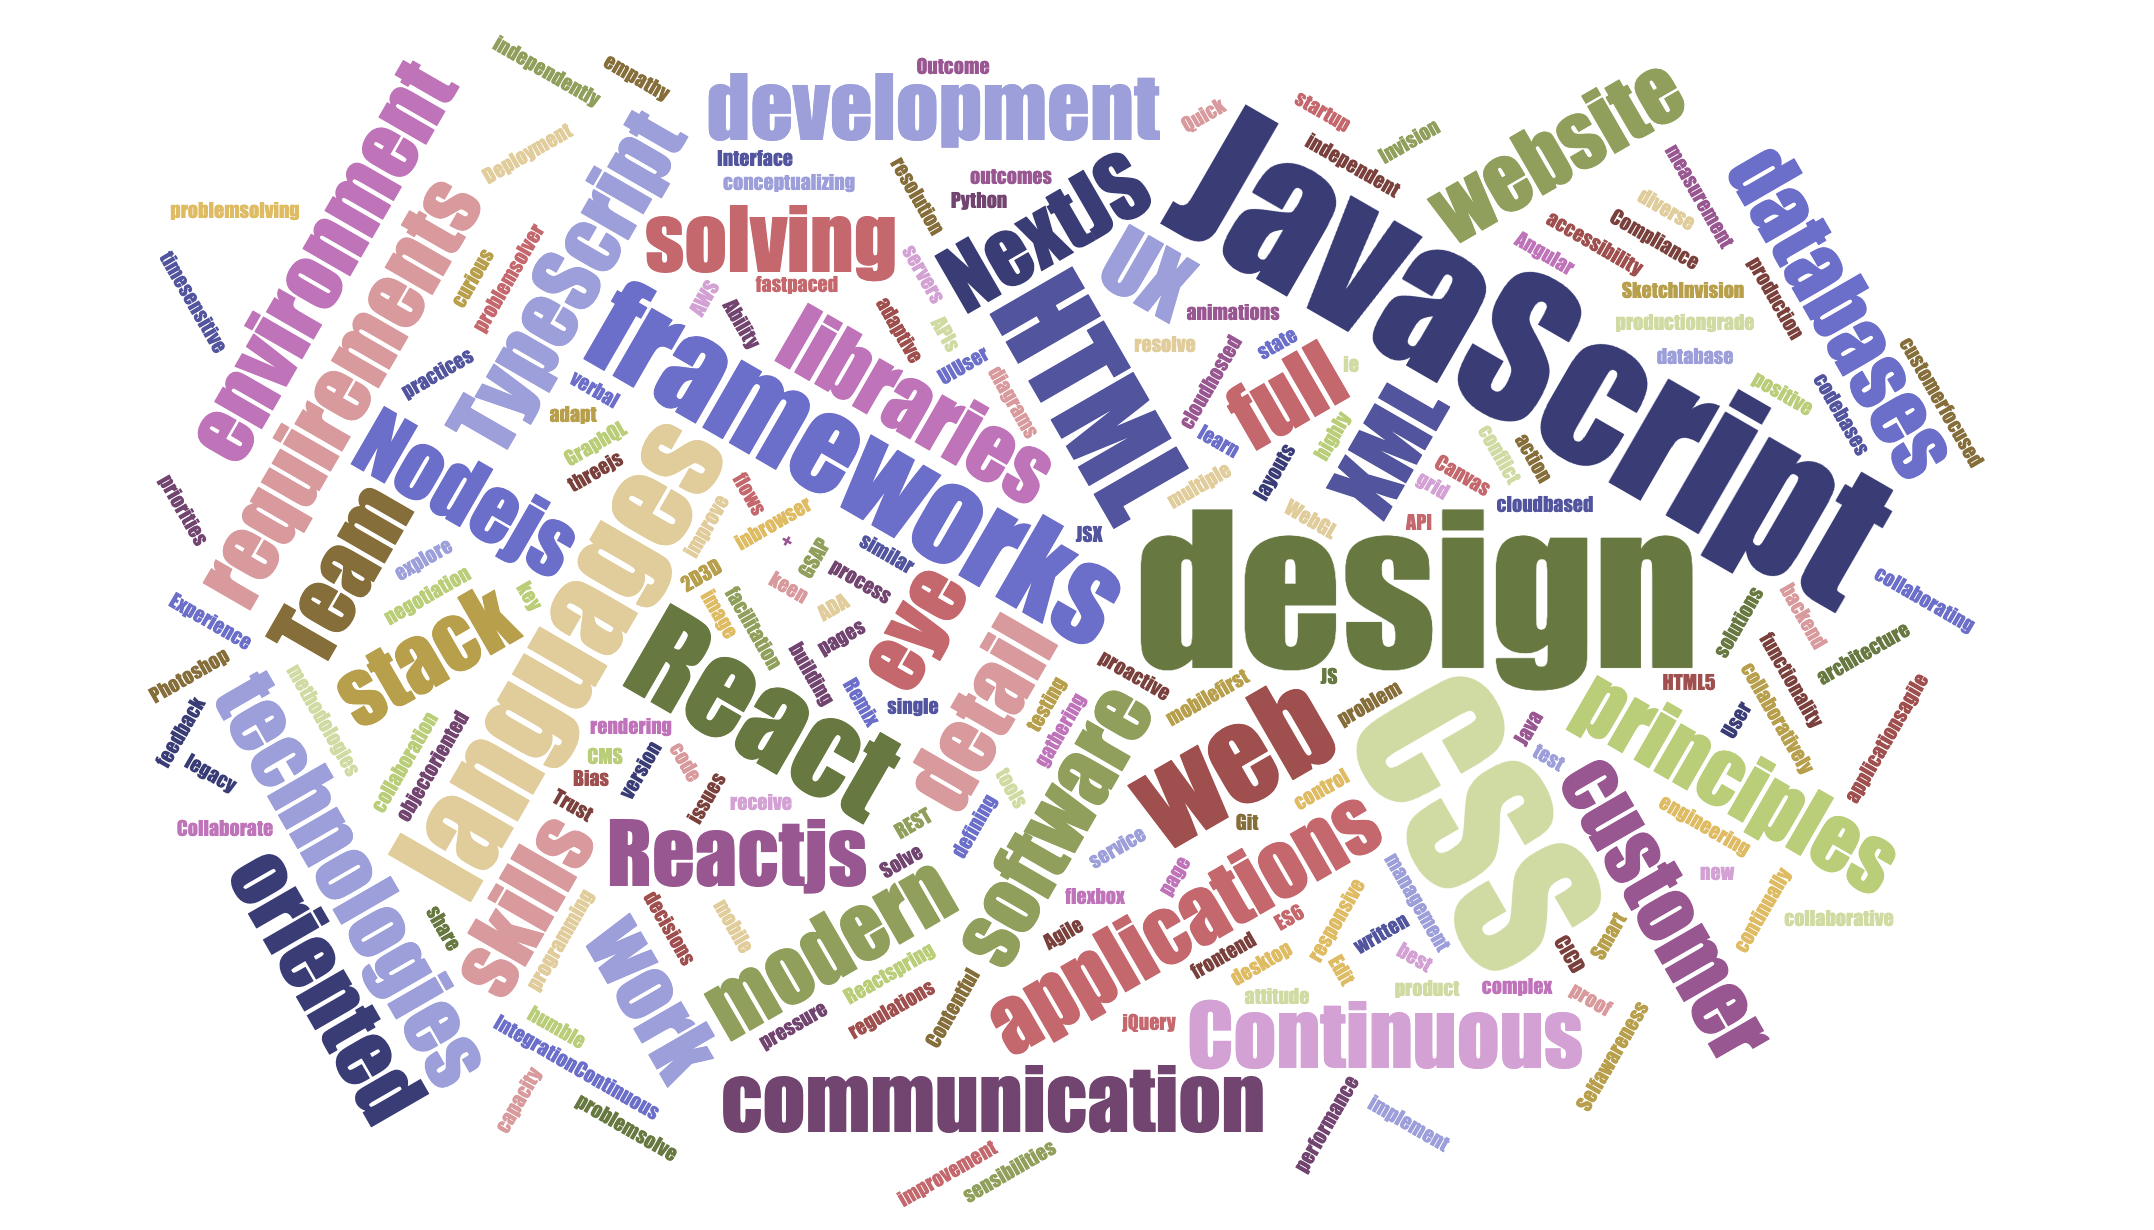 independently
empathy
Outcome
development
environment
Deployment
TypeScript
Interface
conceptualizing
Quick
startup
independent
Invision
website
JavaScript
measurement
databases
problemsolving
requirements
timesensitive
curious
problemsolver
solving
fastpaced
resolution
outcomes
Python
NextJS
UX
servers
diverse
Compliance
accessibility
Angular
SketchInvision
productiongrade
production
database
customerfocused
codebases
positive
AWS
Ability
adaptive
APIs
UIUser
animations
resolve
state
cloudhosted
full
ie
HTML
diagrams
libraries
frameworks
practices
verbal
adapt
GraphQL
threejs
Nodejs
languages
learn
highly
layouts
multiple
WebGL
XML
conflict
action
Canvas
grid
API
cloudbased
priorities
Team
explore
negotiation
key
stack
improve
flows
inbrowser
+
GSAP
similar
process
JSX
design
2D3D
image
keen
ADA
facilitation
pages
building
eye
detail
proactive
collaborating
backend
solutions
functionality
architecture
Experience
Photoshop
feedback
legacy
methodologies
technologies
collaboration
objectoriented
React
Remix
single
rendering
CMS
Bias
version
code
issues
Trust
receive
testing
gathering
mobilefirst
JS
problem
HTML5
User
collaboratively
applicationsagile
software
tools
defining
REST
web
control
Git
CSS
Java
test
principles
engineering
new
customer
Collaborate
oriented
skills
Reactjs
Solve
service
page
flexbox
applications
management
continually
collaborative
share
programming
work
decisions
mobile
modern
Reactspring
regulations
pressure
Contentful
Agile
ES6
frontend
desktop
responsive
Edit
written
best
attitude
product
complex
CICD
Smart
proof
humble
IntegrationContinuous
capacity
problemsolve
jQuery
Continuous
Selfawareness
communication
performance
implement
improvement
sensibilities